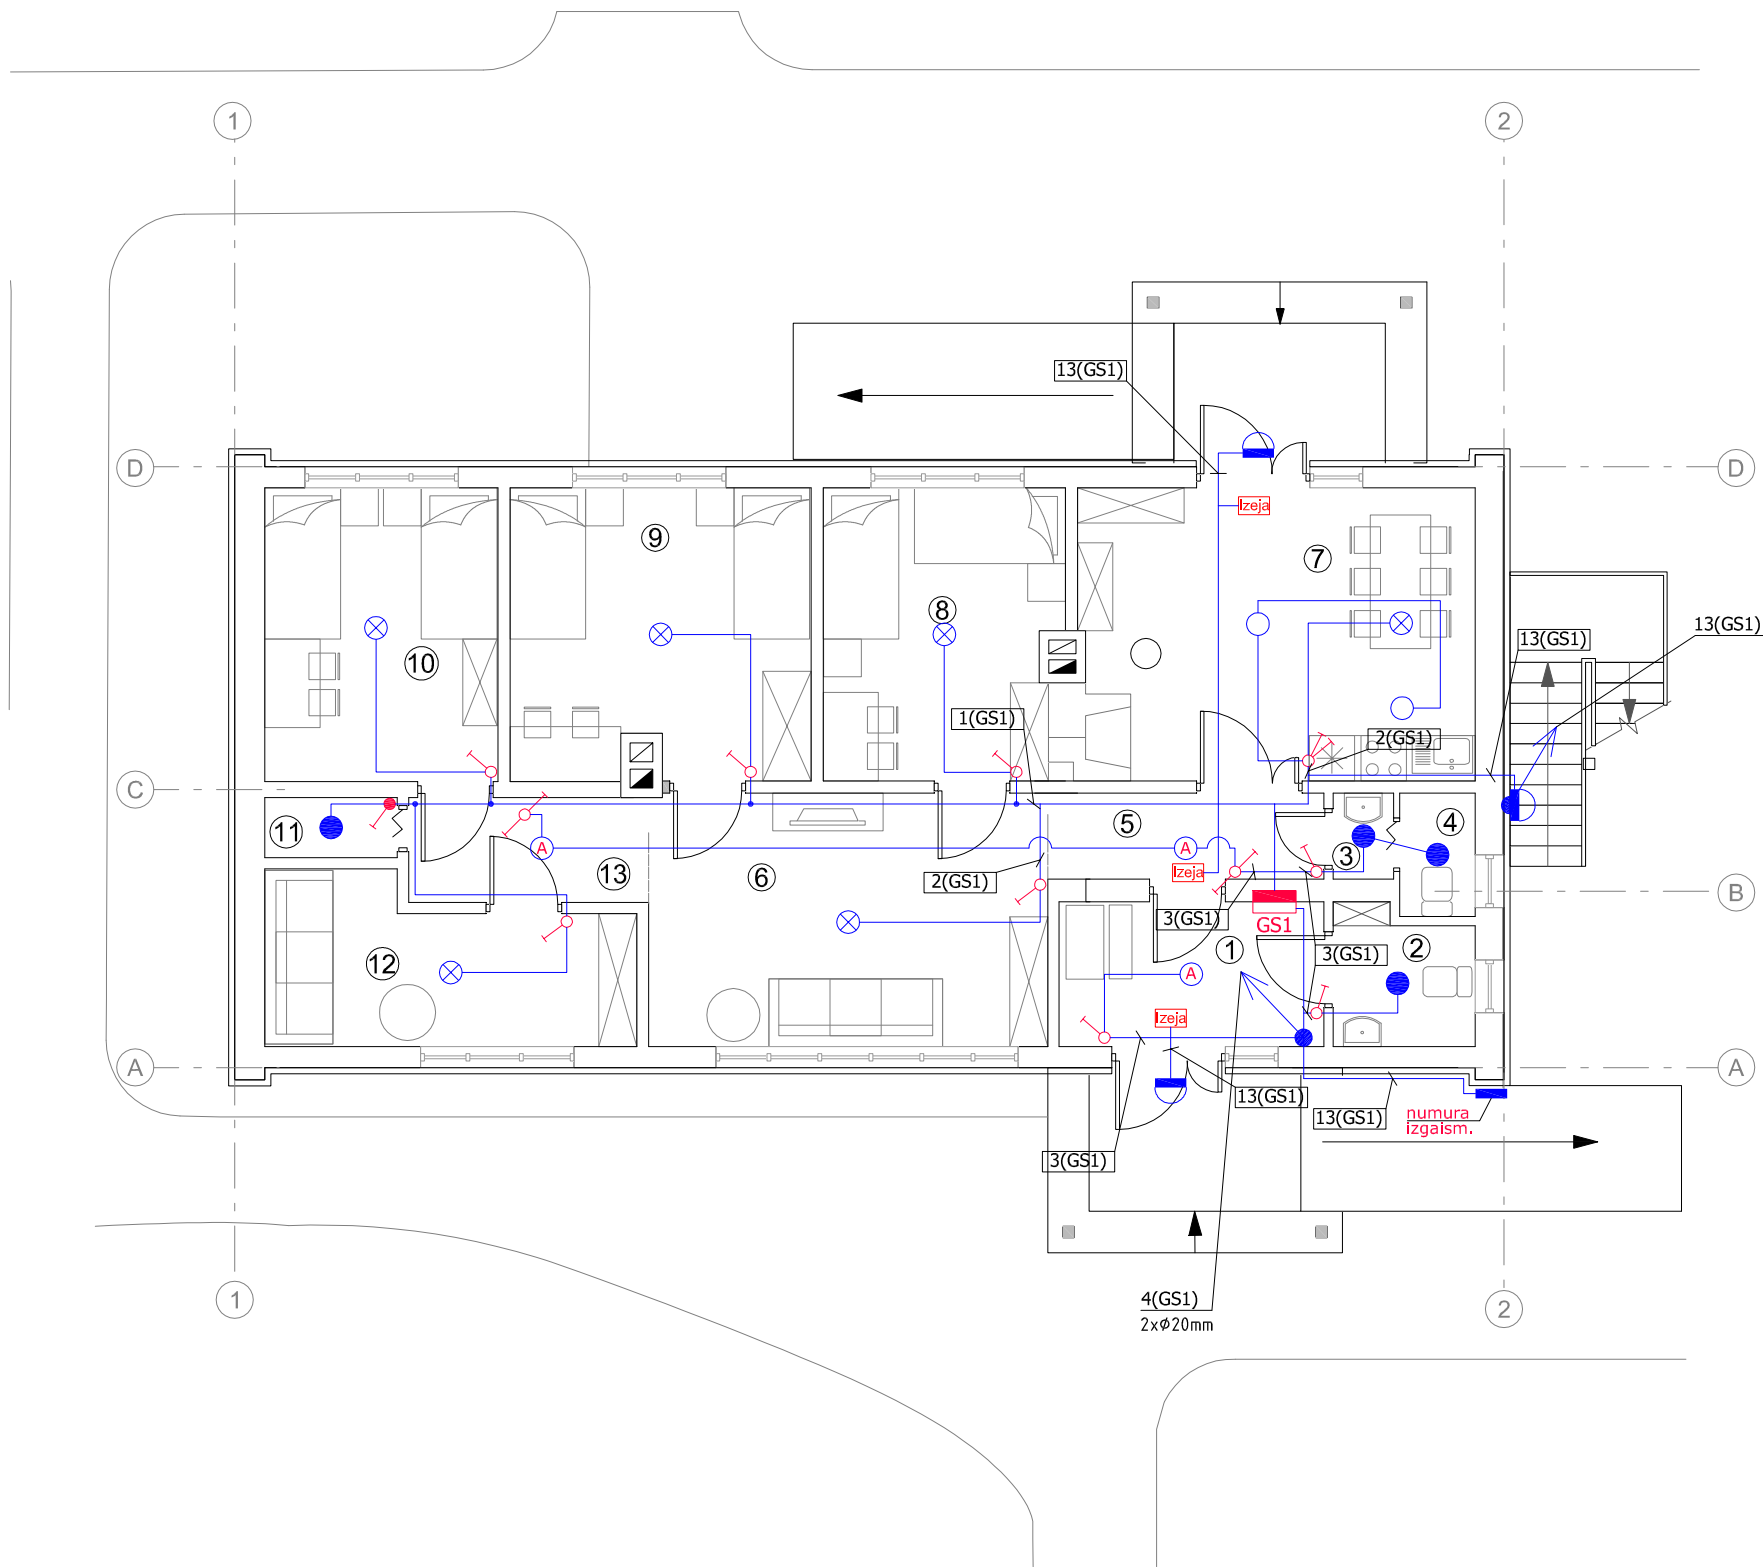 1
2
13(GS1)
D
D
Izeja
9
7
8
13(GS1)
13(GS1)
10
1(GS1)
2(GS1)
C
11
5
4
A
A
3
13
6
Izeja
2(GS1)
B
3(GS1)
GS1
1
2
3(GS1)
12
A
Izeja
A
A
13(GS1)
13(GS1)
numura
izgaism.
3(GS1)
1
4(GS1)
2
2xØ20mm